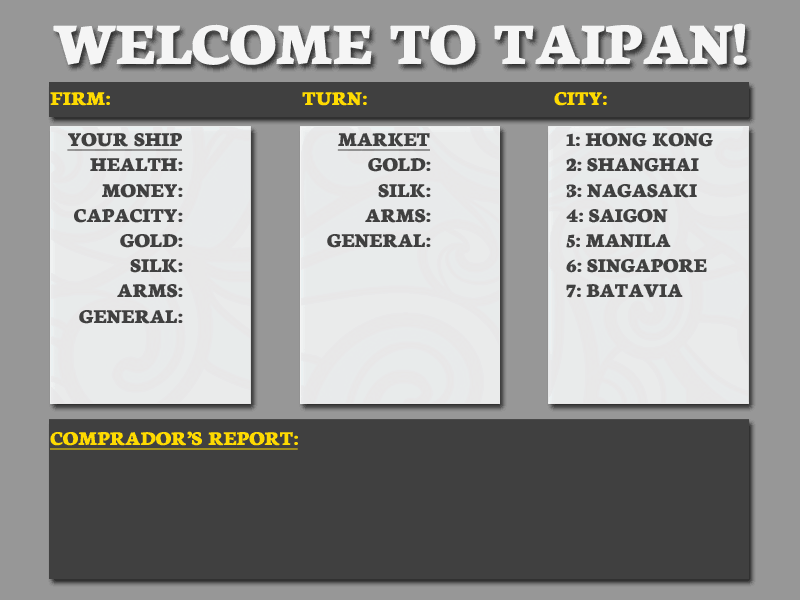 WELCOME TO TAIPAN!
FIRM: TURN: CITY:
YOUR SHIP
HEALTH:
MONEY:
CAPACITY:
GOLD:
SILK:
ARMS:
GENERAL:
MARKET
GOLD:
SILK:
ARMS:
GENERAL:
1: HONG KONG
2: SHANGHAI
3: NAGASAKI
4: SAIGON
5: MANILA
6: SINGAPORE
7: BATAVIA
COMPRADOR’S REPORT: